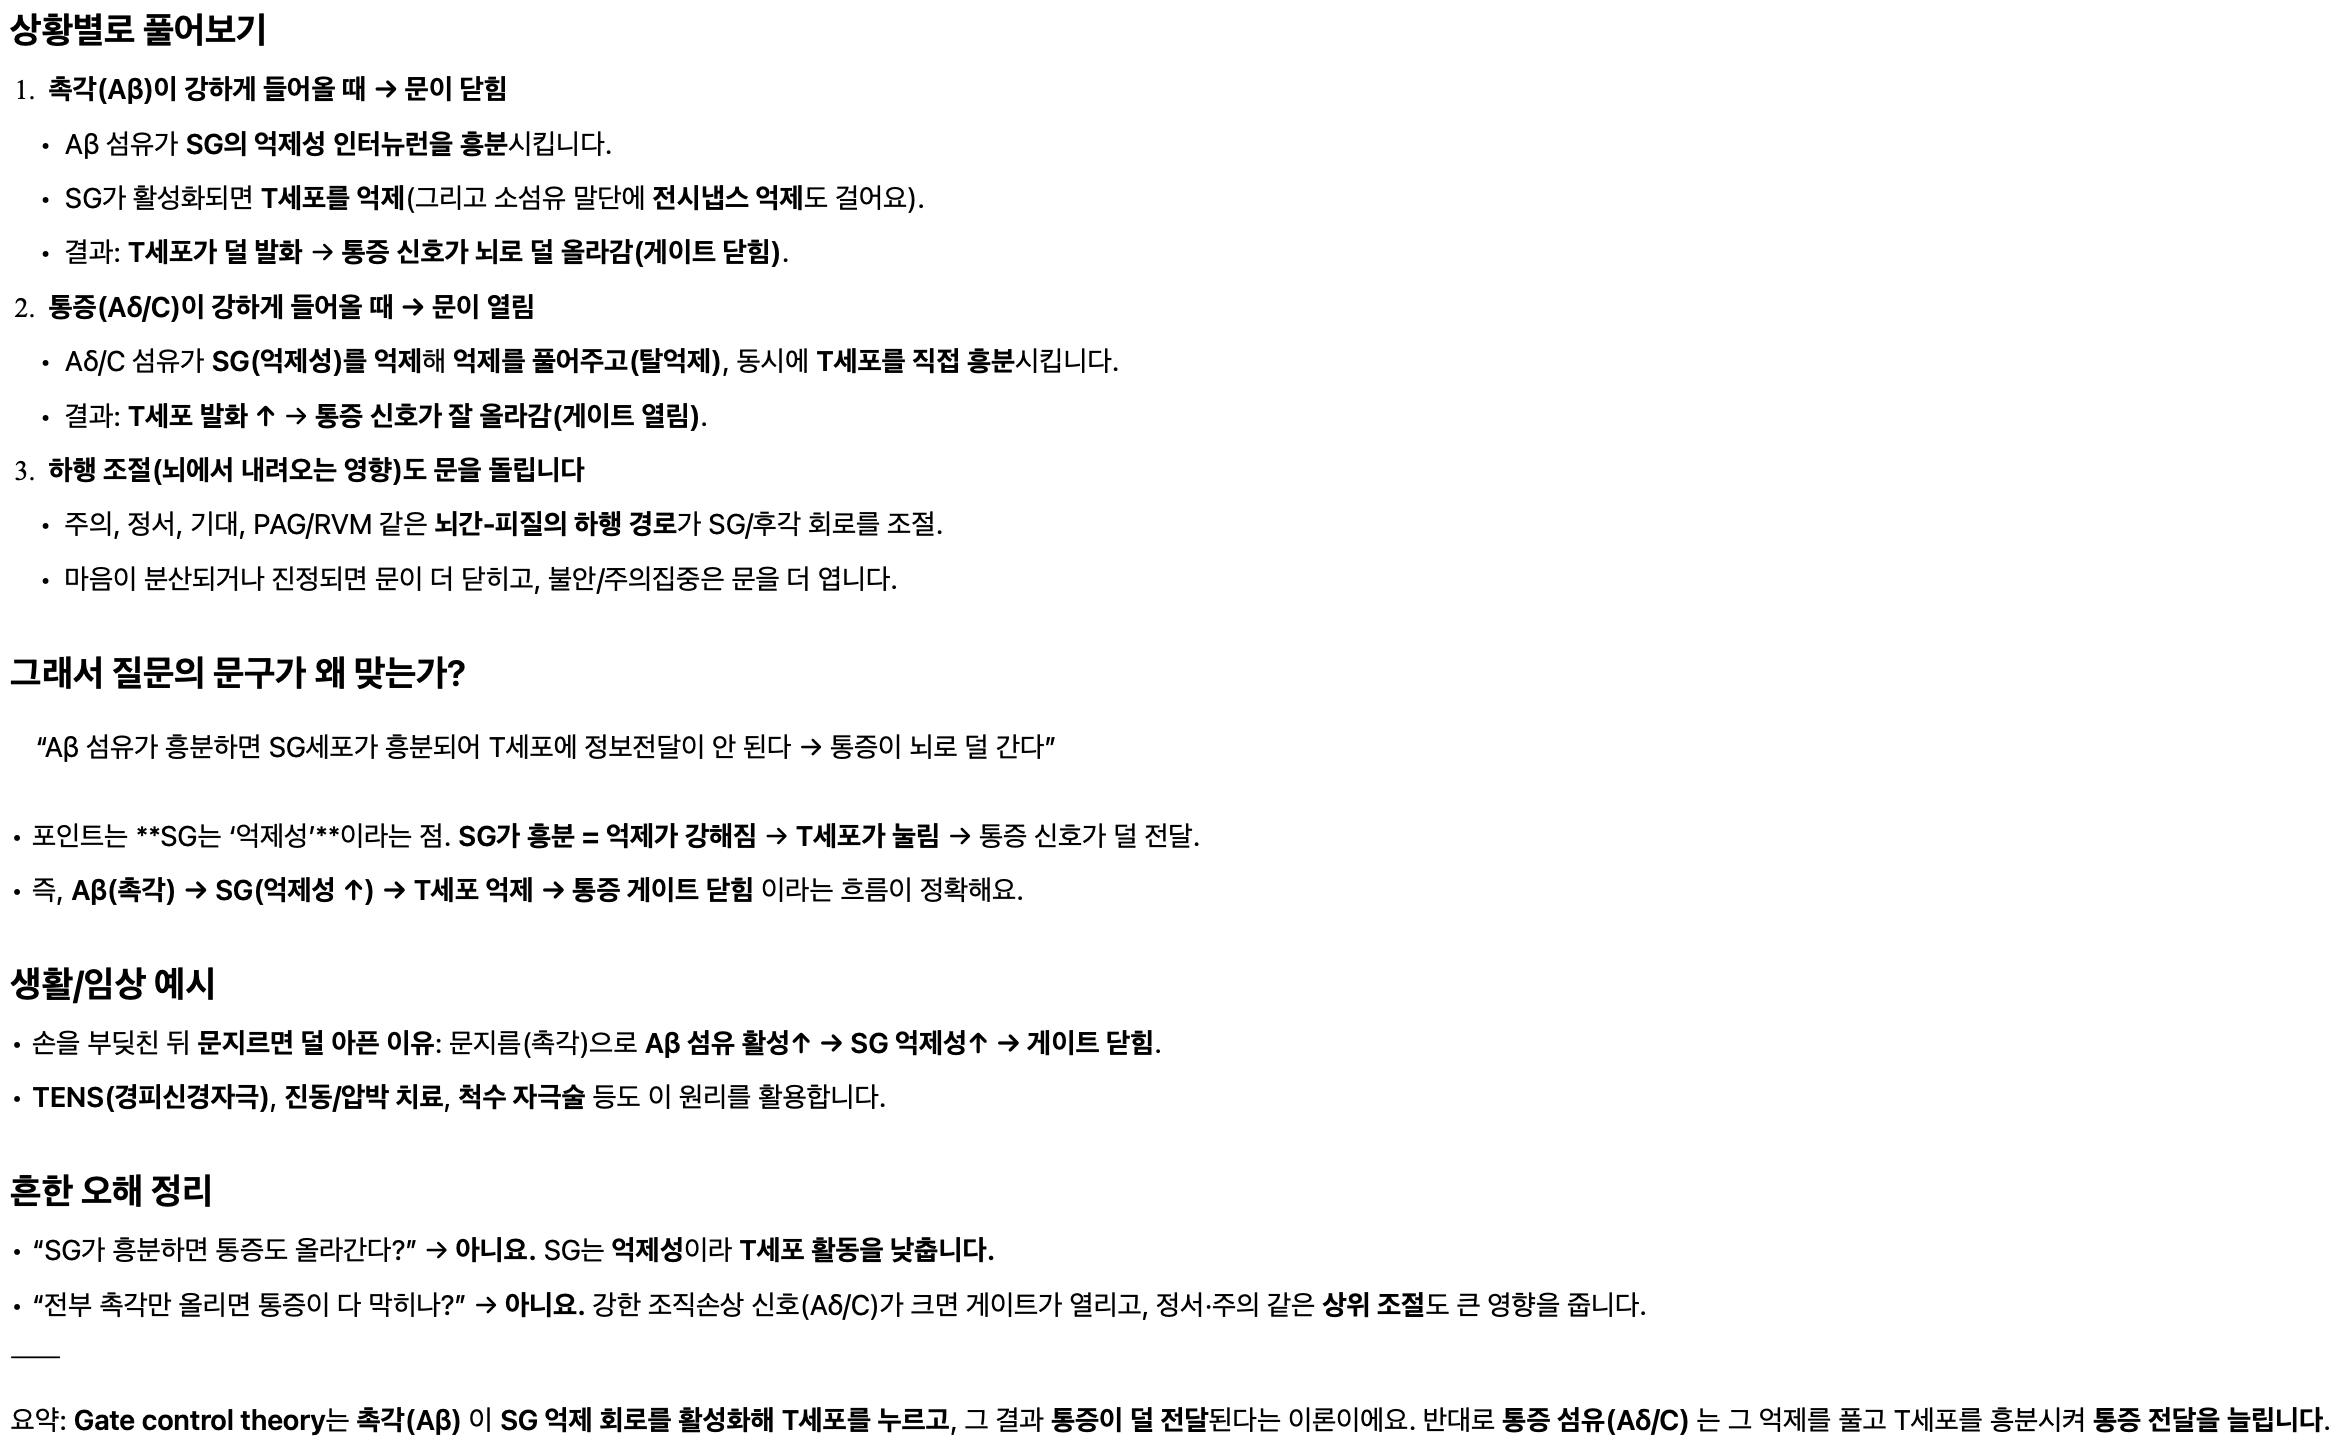 상황별로 풀어보기
1. 촉각(Aβ)이 강하게 들어올 때 → 문이 닫힘
• Aβ 섬유가 SG의 억제성 인터뉴런을 흥분시킵니다.
• SG가 활성화되면 T세포를 억제(그리고 소섬유 말단에 전시냅스 억제도 걸어요).
• 결과: T세포가 덜 발화 → 통증 신호가 뇌로 덜 올라감(게이트 닫힘).
2. 통증(Aδ/C)이 강하게 들어올 때 → 문이 열림
• Aδ/C 섬유가 SG(억제성)를 억제해 억제를 풀어주고(탈억제), 동시에 T세포를 직접 흥분시킵니다.
• 결과: T세포 발화 ↑ → 통증 신호가 잘 올라감(게이트 열림).
3. 하행 조절(뇌에서 내려오는 영향)도 문을 돌립니다
• 주의, 정서, 기대, PAG/RVM 같은 뇌간-피질의 하행 경로가 SG/후각 회로를 조절.
• 마음이 분산되거나 진정되면 문이 더 닫히고, 불안/주의집중은 문을 더 엽니다.
그래서 질문의 문구가 왜 맞는가?
“Aβ 섬유가 흥분하면 SG세포가 흥분되어 T세포에 정보전달이 안 된다 → 통증이 뇌로 덜 간다”
• 포인트는 **SG는 ‘억제성’**이라는 점. SG가 흥분 = 억제가 강해짐 → T세포가 눌림 → 통증 신호가 덜 전달.
• 즉, Aβ(촉각) → SG(억제성 ↑) → T세포 억제 → 통증 게이트 닫힘 이라는 흐름이 정확해요.
생활/임상 예시
• 손을 부딪친 뒤 문지르면 덜 아픈 이유: 문지름(촉각)으로 Aβ 섬유 활성↑ → SG 억제성↑ → 게이트 닫힘.
• TENS(경피신경자극), 진동/압박 치료, 척수 자극술 등도 이 원리를 활용합니다.
흔한 오해 정리
• “SG가 흥분하면 통증도 올라간다?” → 아니요. SG는 억제성이라 T세포 활동을 낮춥니다.
• “전부 촉각만 올리면 통증이 다 막히나?” → 아니요. 강한 조직손상 신호(Aδ/C)가 크면 게이트가 열리고, 정서·주의 같은 상위 조절도 큰 영향을 줍니다.
요약: Gate control theory는 촉각(Aβ) 이 SG 억제 회로를 활성화해 T세포를 누르고, 그 결과 통증이 덜 전달된다는 이론이에요. 반대로 통증 섬유(Aδ/C) 는 그 억제를 풀고 T세포를 흥분시켜 통증 전달을 늘립니다.